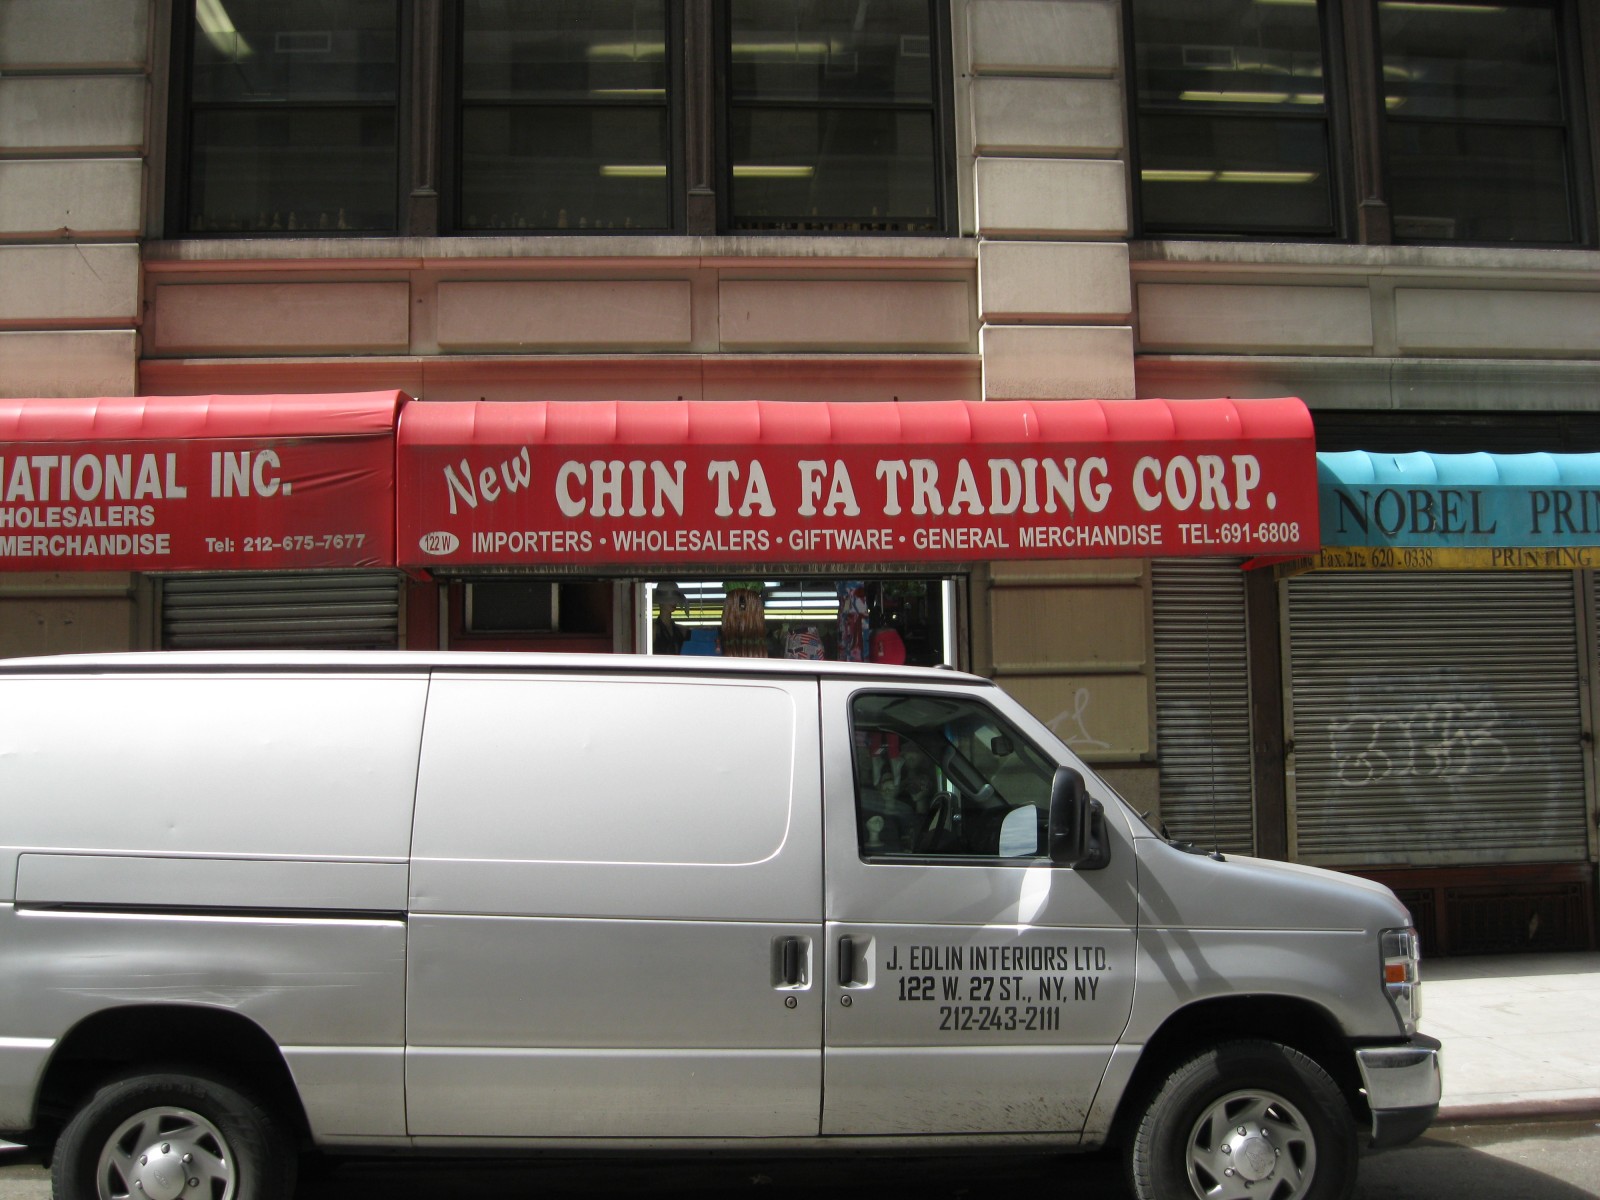 NATIONAL INC.
HOLESALERS
MERCHANDISE Tel: 212-675-7677
New CHIN TA FA TRADING CORP.
122 W IMPORTERS • WHOLESALERS • GIFTWARE • GENERAL MERCHANDISE TEL:691-6808
NOBEL PRIN
Fax.212 620-0338 PRINTING
J. EDLIN INTERIORS LTD.
122 W. 27 ST., NY, NY
212-243-2111